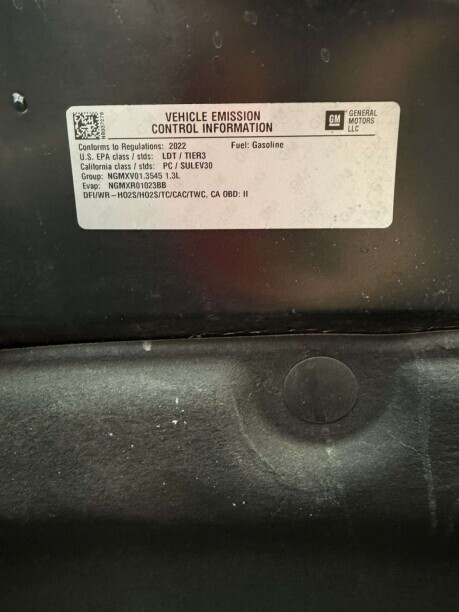 VEHICLE EMISSION
CONTROL INFORMATION
GM
GENERAL
MOTORS
LLC
Conforms to Regulations: 2022 Fuel: Gasoline
U.S. EPA class / stds: LDT / TIER3
California class / stds: PC / SULEV30
Group: NGMXV01.3545 1.3L
Evap: NGMXR01023BB
DFI/WR-HO2S/HO2S/TC/CAC/TWC, CA OBD: II